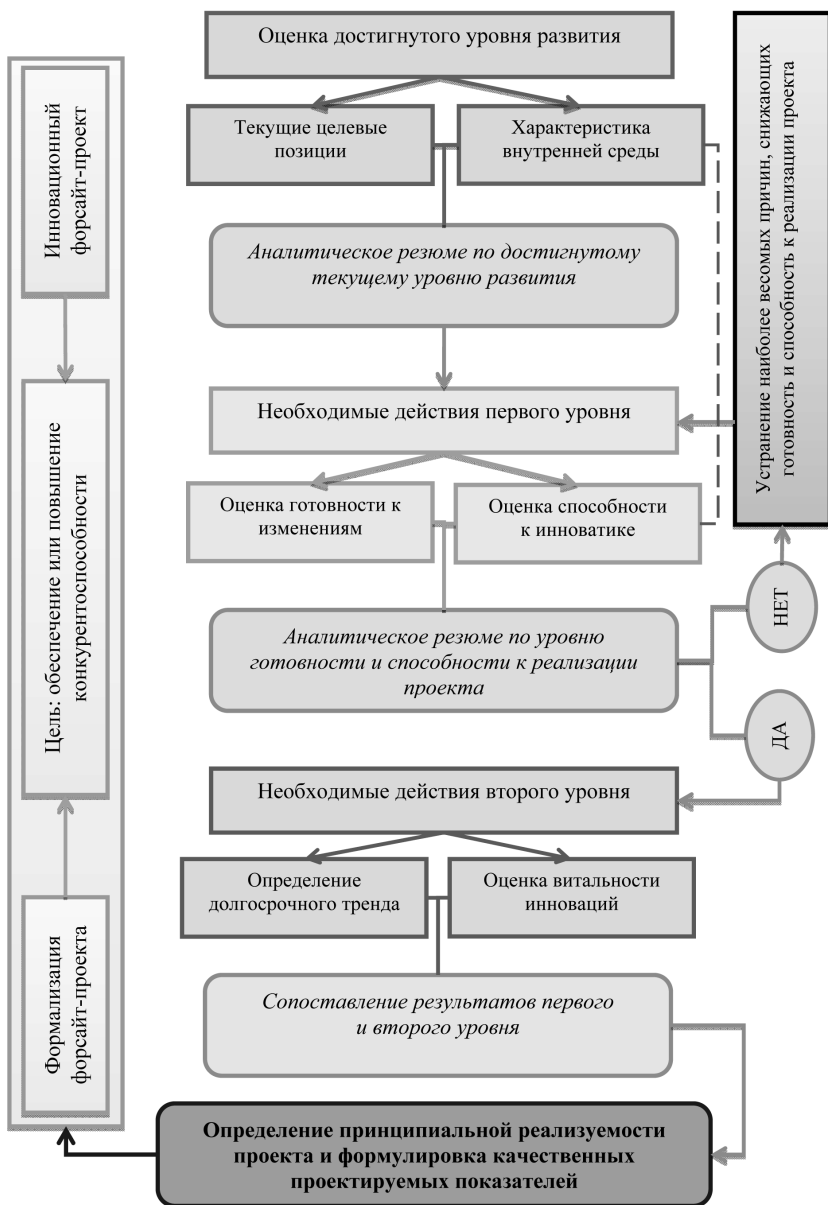 Оценка достигнутого уровня развития
Текущие целевые
позиции
Характеристика
внутренней среды
Аналитическое резюме по достигнутому
текущему уровню развития
Необходимые действия первого уровня
Оценка готовности к
изменениям
Оценка способности
к инноватике
Аналитическое резюме по уровню
готовности и способности к реализации
проекта
НЕТ
ДА
Устранение наиболее весомых причин, снижающих
готовность и способность к реализации проекта
Необходимые действия второго уровня
Определение
долгосрочного тренда
Оценка витальности
инноваций
Сопоставление результатов первого
и второго уровня
Определение принципиальной реализуемости
проекта и формулировка качественных
проектируемых показателей
Инновационный
форсайт-проект
Цель: обеспечение или повышение
конкурентоспособности
Формализация
форсайт-проекта